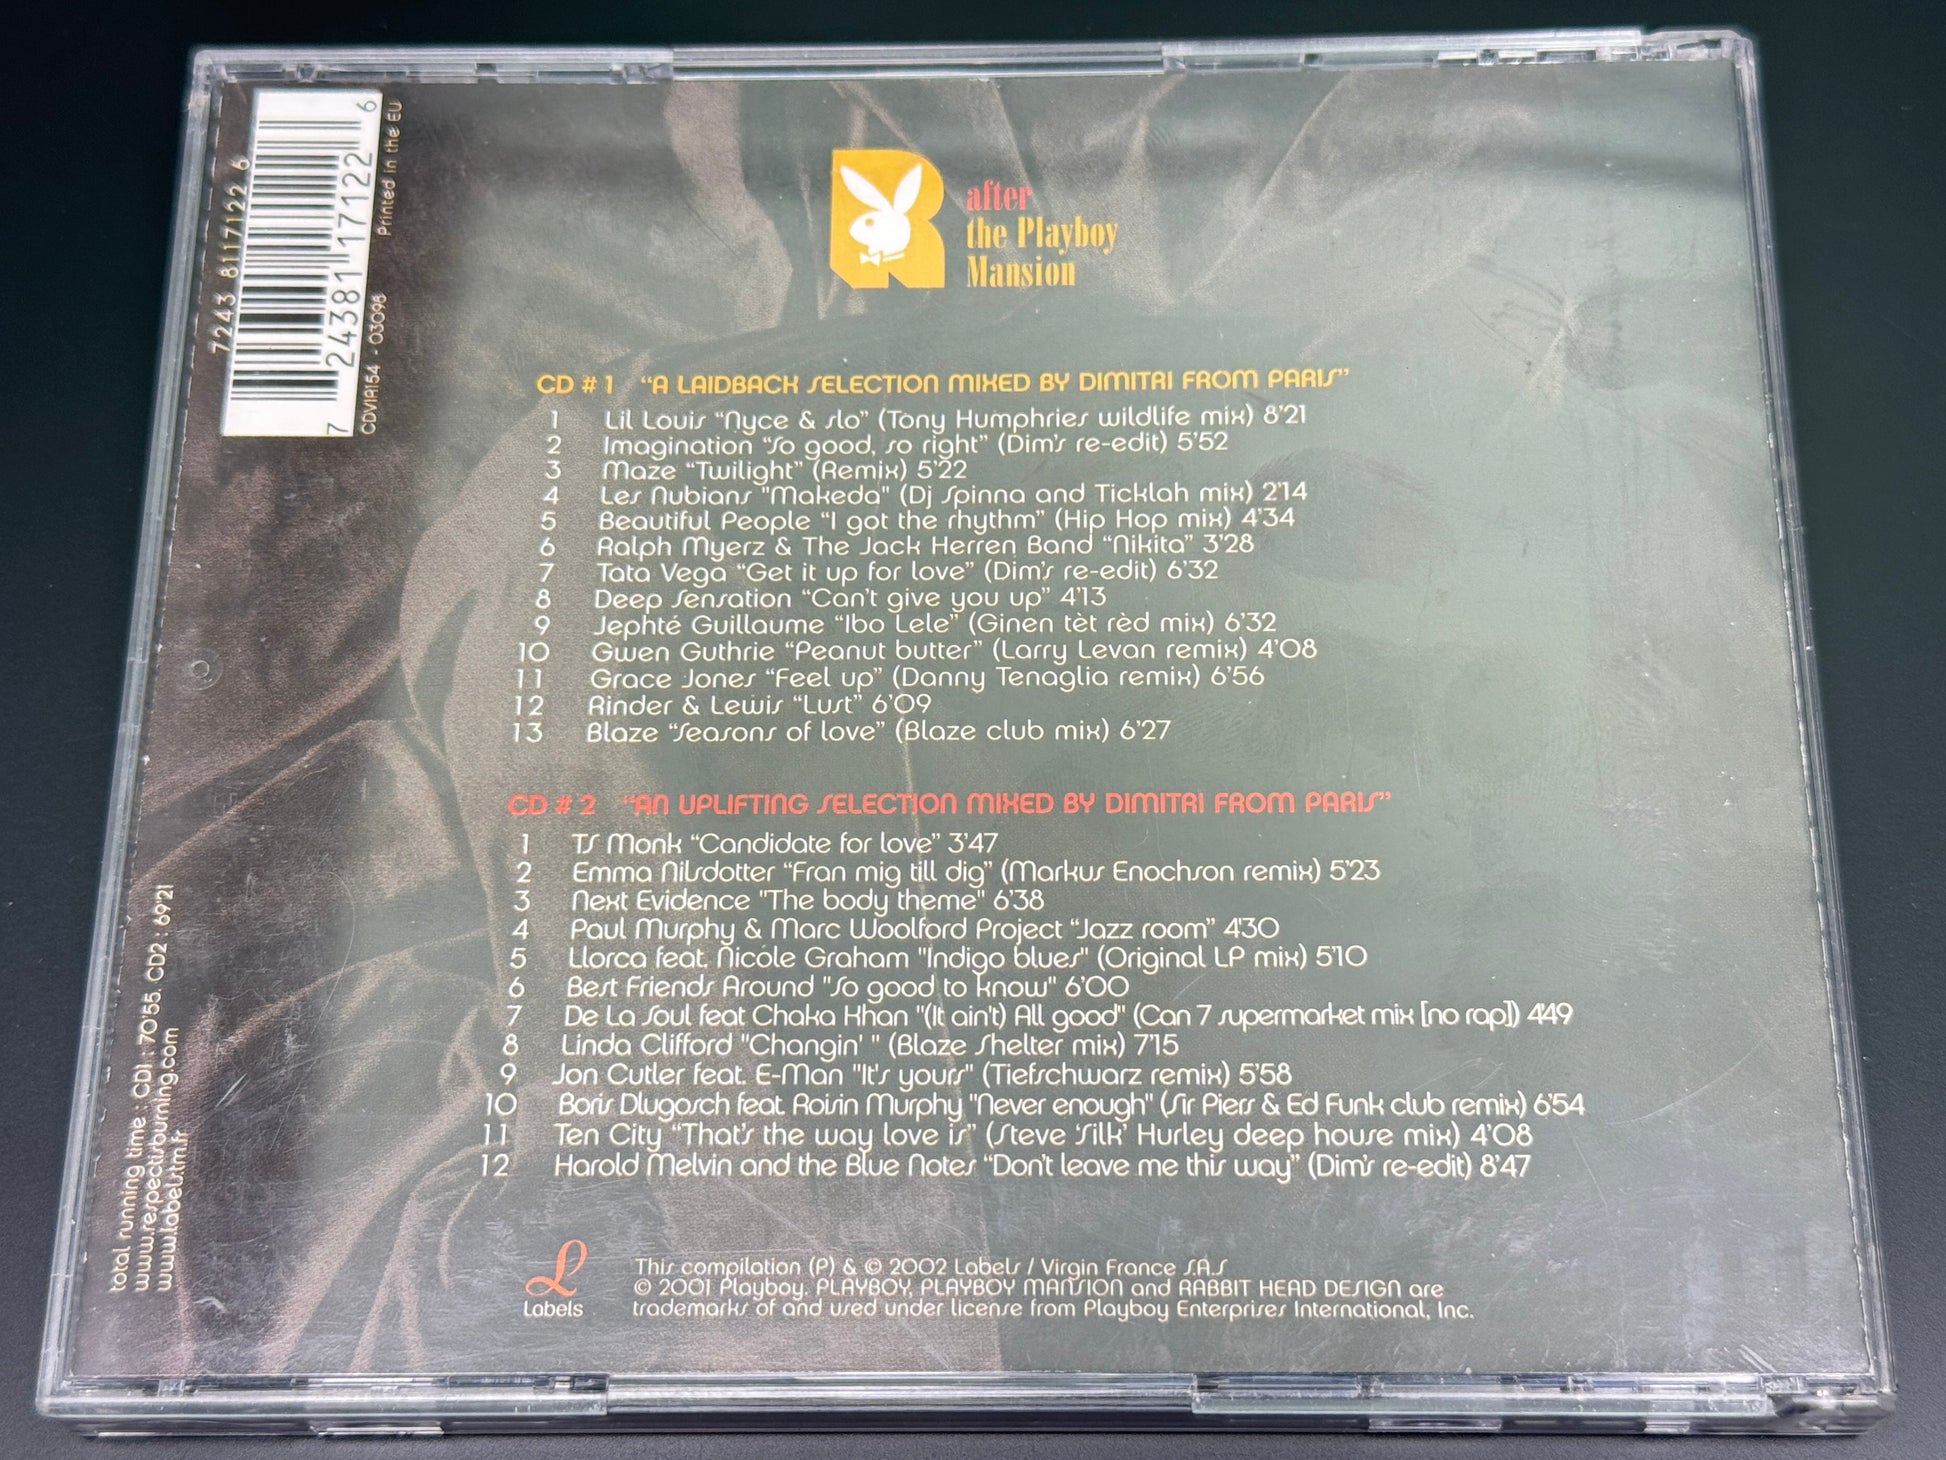 after
the Playboy
Mansion
CD # 1 “A LAIDBACK SELECTION MIXED BY DIMITRI FROM PARIS”
1 Lil Louis “Nyce & slo” (Tony Humphries wildlife mix) 8’21
2 Imagination “So good, so right” (Dim’s re-edit) 5’52
3 Maze “Twilight” (Remix) 5’22
4 Les Nubians "Makeda" (Dj Spinna and Ticklah mix) 2’14
5 Beautiful People “I got the rhythm” (Hip Hop mix) 4’34
6 Ralph Myerz & The Jack Herren Band “Nikita” 3’28
7 Tata Vega “Get it up for love” (Dim’s re-edit) 6’32
8 Deep Sensation “Can’t give you up” 4’13
9 Jephté Guillaume “Ibo Lele” (Ginen tèt rèd mix) 6’32
10 Gwen Guthrie “Peanut butter” (Larry Levan remix) 4’08
11 Grace Jones “Feel up” (Danny Tenaglia remix) 6’56
12 Rinder & Lewis “Lust” 6’09
13 Blaze “Seasons of love” (Blaze club mix) 6’27
CD # 2 “AN UPLIFTING SELECTION MIXED BY DIMITRI FROM PARIS”
1 TS Monk “Candidate for love” 3’47
2 Emma Nilsdotter “Fran mig till dig” (Markus Enochson remix) 5’23
3 Next Evidence "The body theme" 6’38
4 Paul Murphy & Marc Woolford Project “Jazz room” 4’30
5 Llorca feat. Nicole Graham "Indigo blues" (Original LP mix) 5’10
6 Best Friends Around "So good to know" 6’00
7 De La Soul feat Chaka Khan "(It ain't) All good" (Can 7 supermarket mix [no rap]) 4’49
8 Linda Clifford "Changin' " (Blaze Shelter mix) 7’15
9 Jon Cutler feat. E-Man "It's yours" (Tiefschwarz remix) 5’58
10 Boris Dlugosch feat. Roisin Murphy "Never enough" (Sir Piers & Ed Funk club remix) 6’54
11 Ten City “That’s the way love is” (Steve ‘Silk’ Hurley deep house mix) 4’08
12 Harold Melvin and the Blue Notes “Don’t leave me this way” (Dim’s re-edit) 8’47
Labels
This compilation (P) & © 2002 Labels / Virgin France S.A.S
© 2001 Playboy. PLAYBOY, PLAYBOY MANSION and RABBIT HEAD DESIGN are
trademarks of and used under license from Playboy Enterprises International, Inc.
7243 8117122 6
7 24381 17122 6
CDVIR154 - 03098
Printed in the EU
total running time : CD1 : 70’55. CD2 : 69’21
www.respectisburning.com
www.labels.tm.fr